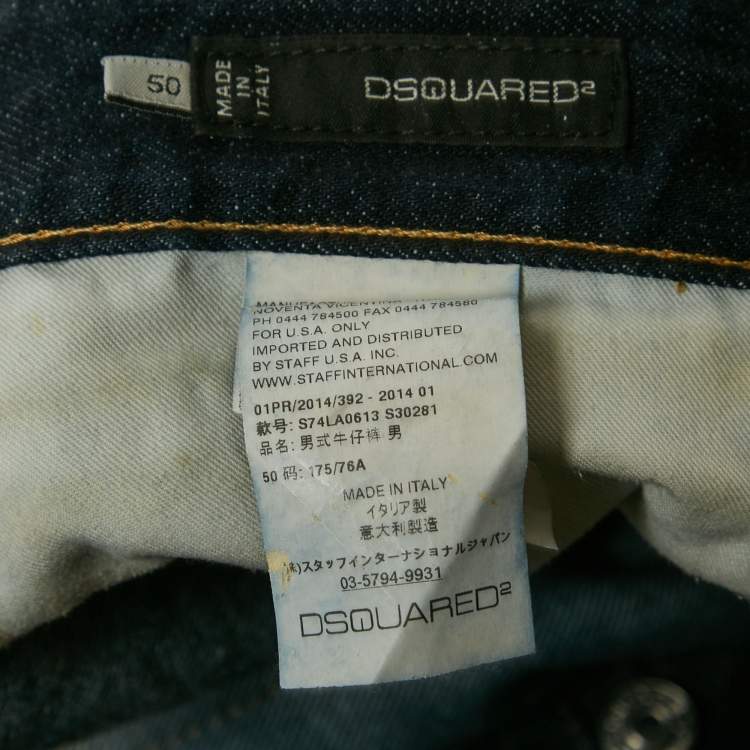 50
MADE
IN
ITALY
DSQUARED²
NOVENTA VICENTINA
PH 0444 784500 FAX 0444 784580
FOR U.S.A. ONLY
IMPORTED AND DISTRIBUTED
BY STAFF U.S.A. INC.
WWW.STAFFINTERNATIONAL.COM
01PR/2014/392 - 2014 01
款号: S74LA0613 S30281
品名: 男式牛仔裤 男
50 码: 175/76A
MADE IN ITALY
イタリア製
意大利製造
(株)スタッフインターナショナルジャパン
03-5794-9931
DSQUARED²